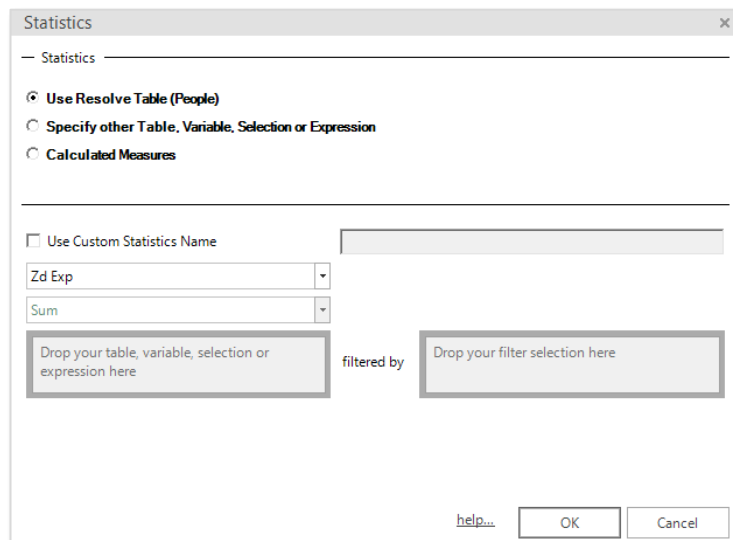 Statistics
Statistics
Use Resolve Table (People)
Specify other Table, Variable, Selection or Expression
Calculated Measures
Use Custom Statistics Name
Zd Exp
Sum
Drop your table, variable, selection or
expression here
filtered by
Drop your filter selection here
help...
OK
Cancel